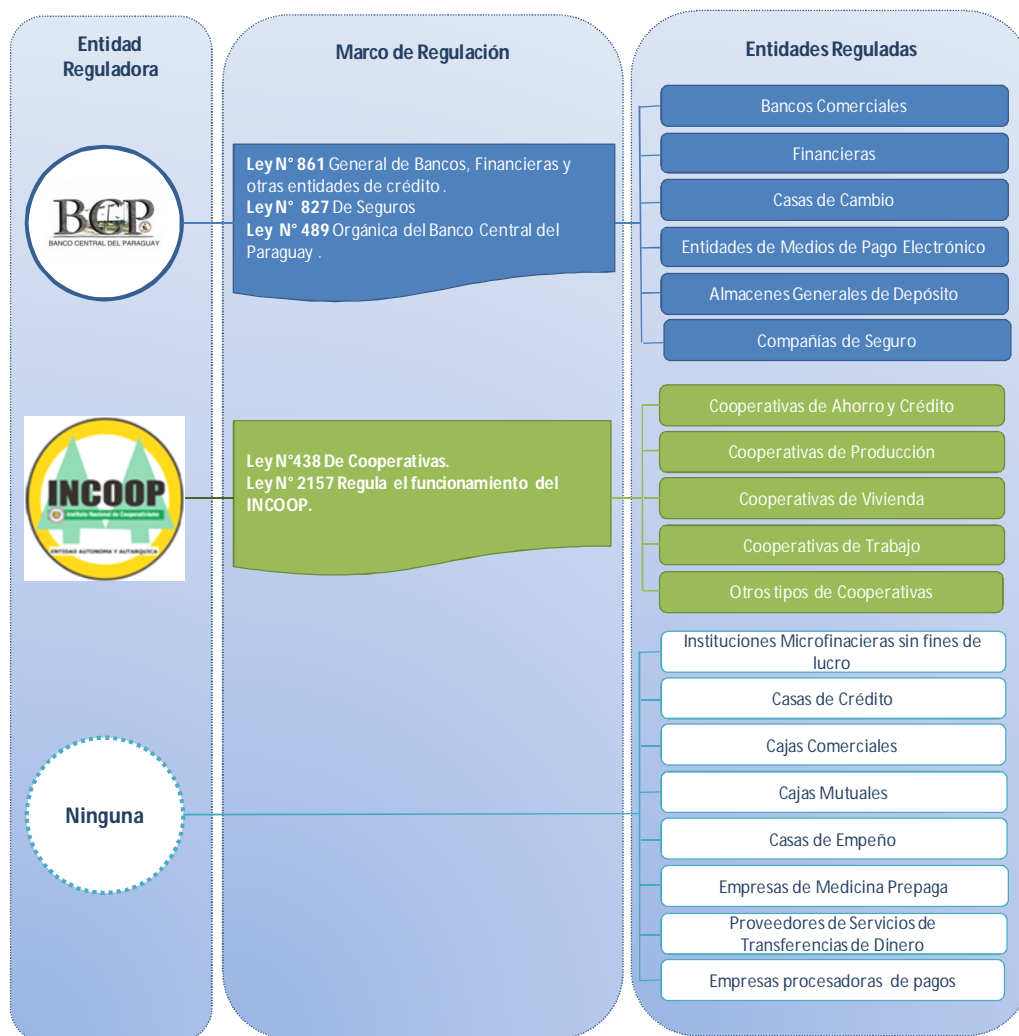 Entidad
Reguladora
Marco de Regulación
Entidades Reguladas
BCP
BANCO CENTRAL DEL PARAGUAY
Ley N° 861 General de Bancos, Financieras y
otras entidades de crédito .
Ley N° 827 De Seguros
Ley N° 489 Orgánica del Banco Central del
Paraguay .
Bancos Comerciales
Financieras
Casas de Cambio
Entidades de Medios de Pago Electrónico
Almacenes Generales de Depósito
Compañías de Seguro
INCOOP
Instituto Nacional de Cooperativismo
ENTIDAD AUTONOMA Y AUTARQUICA
Ley N°438 De Cooperativas.
Ley N° 2157 Regula el funcionamiento del
INCOOP.
Cooperativas de Ahorro y Crédito
Cooperativas de Producción
Cooperativas de Vivienda
Cooperativas de Trabajo
Otros tipos de Cooperativas
Ninguna
Instituciones Microfinacieras sin fines de
lucro
Casas de Crédito
Cajas Comerciales
Cajas Mutuales
Casas de Empeño
Empresas de Medicina Prepaga
Proveedores de Servicios de
Transferencias de Dinero
Empresas procesadoras de pagos